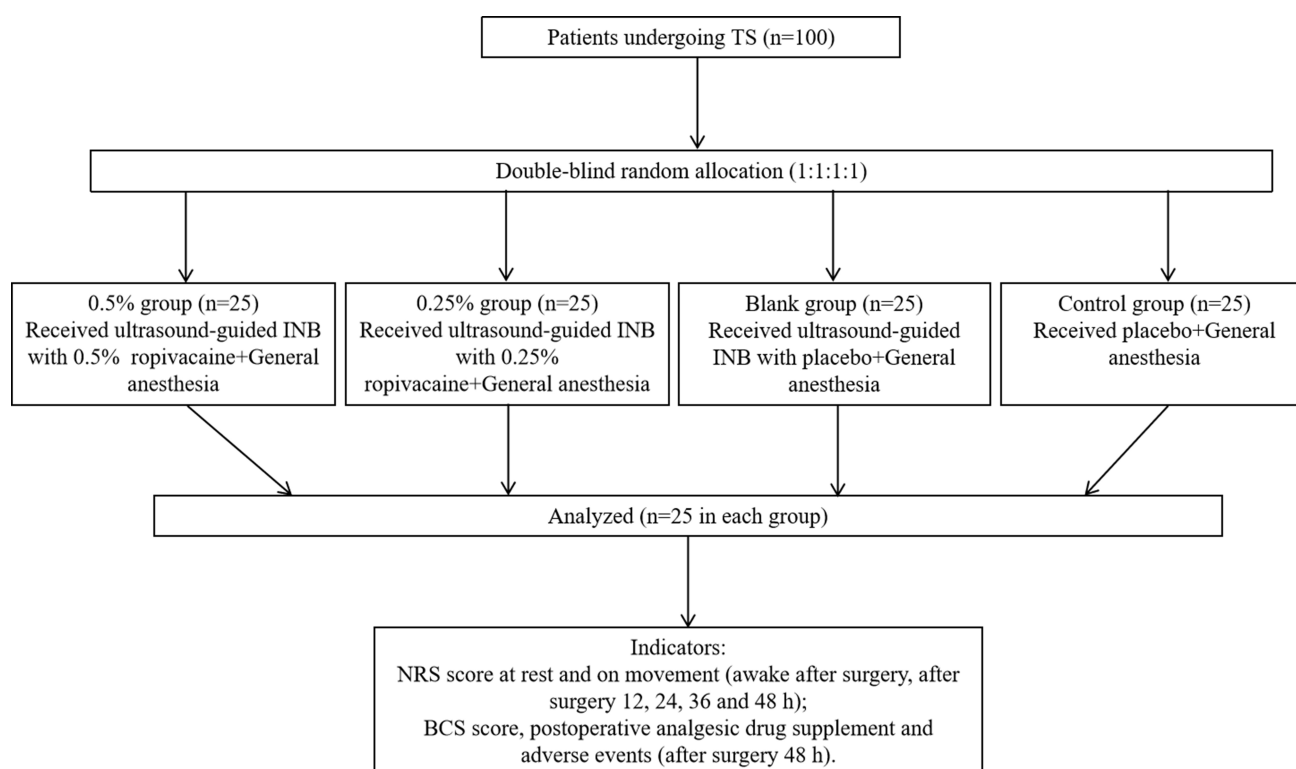 Patients undergoing TS (n=100)
Double-blind random allocation (1:1:1:1)
0.5% group (n=25)
Received ultrasound-guided INB
with 0.5% ropivacaine+General
anesthesia
0.25% group (n=25)
Received ultrasound-guided INB
with 0.25%
ropivacaine+General anesthesia
Blank group (n=25)
Received ultrasound-guided
INB with placebo+General
anesthesia
Control group (n=25)
Received placebo+General
anesthesia
Analyzed (n=25 in each group)
Indicators:
NRS score at rest and on movement (awake after surgery, after
surgery 12, 24, 36 and 48 h);
BCS score, postoperative analgesic drug supplement and
adverse events (after surgery 48 h).